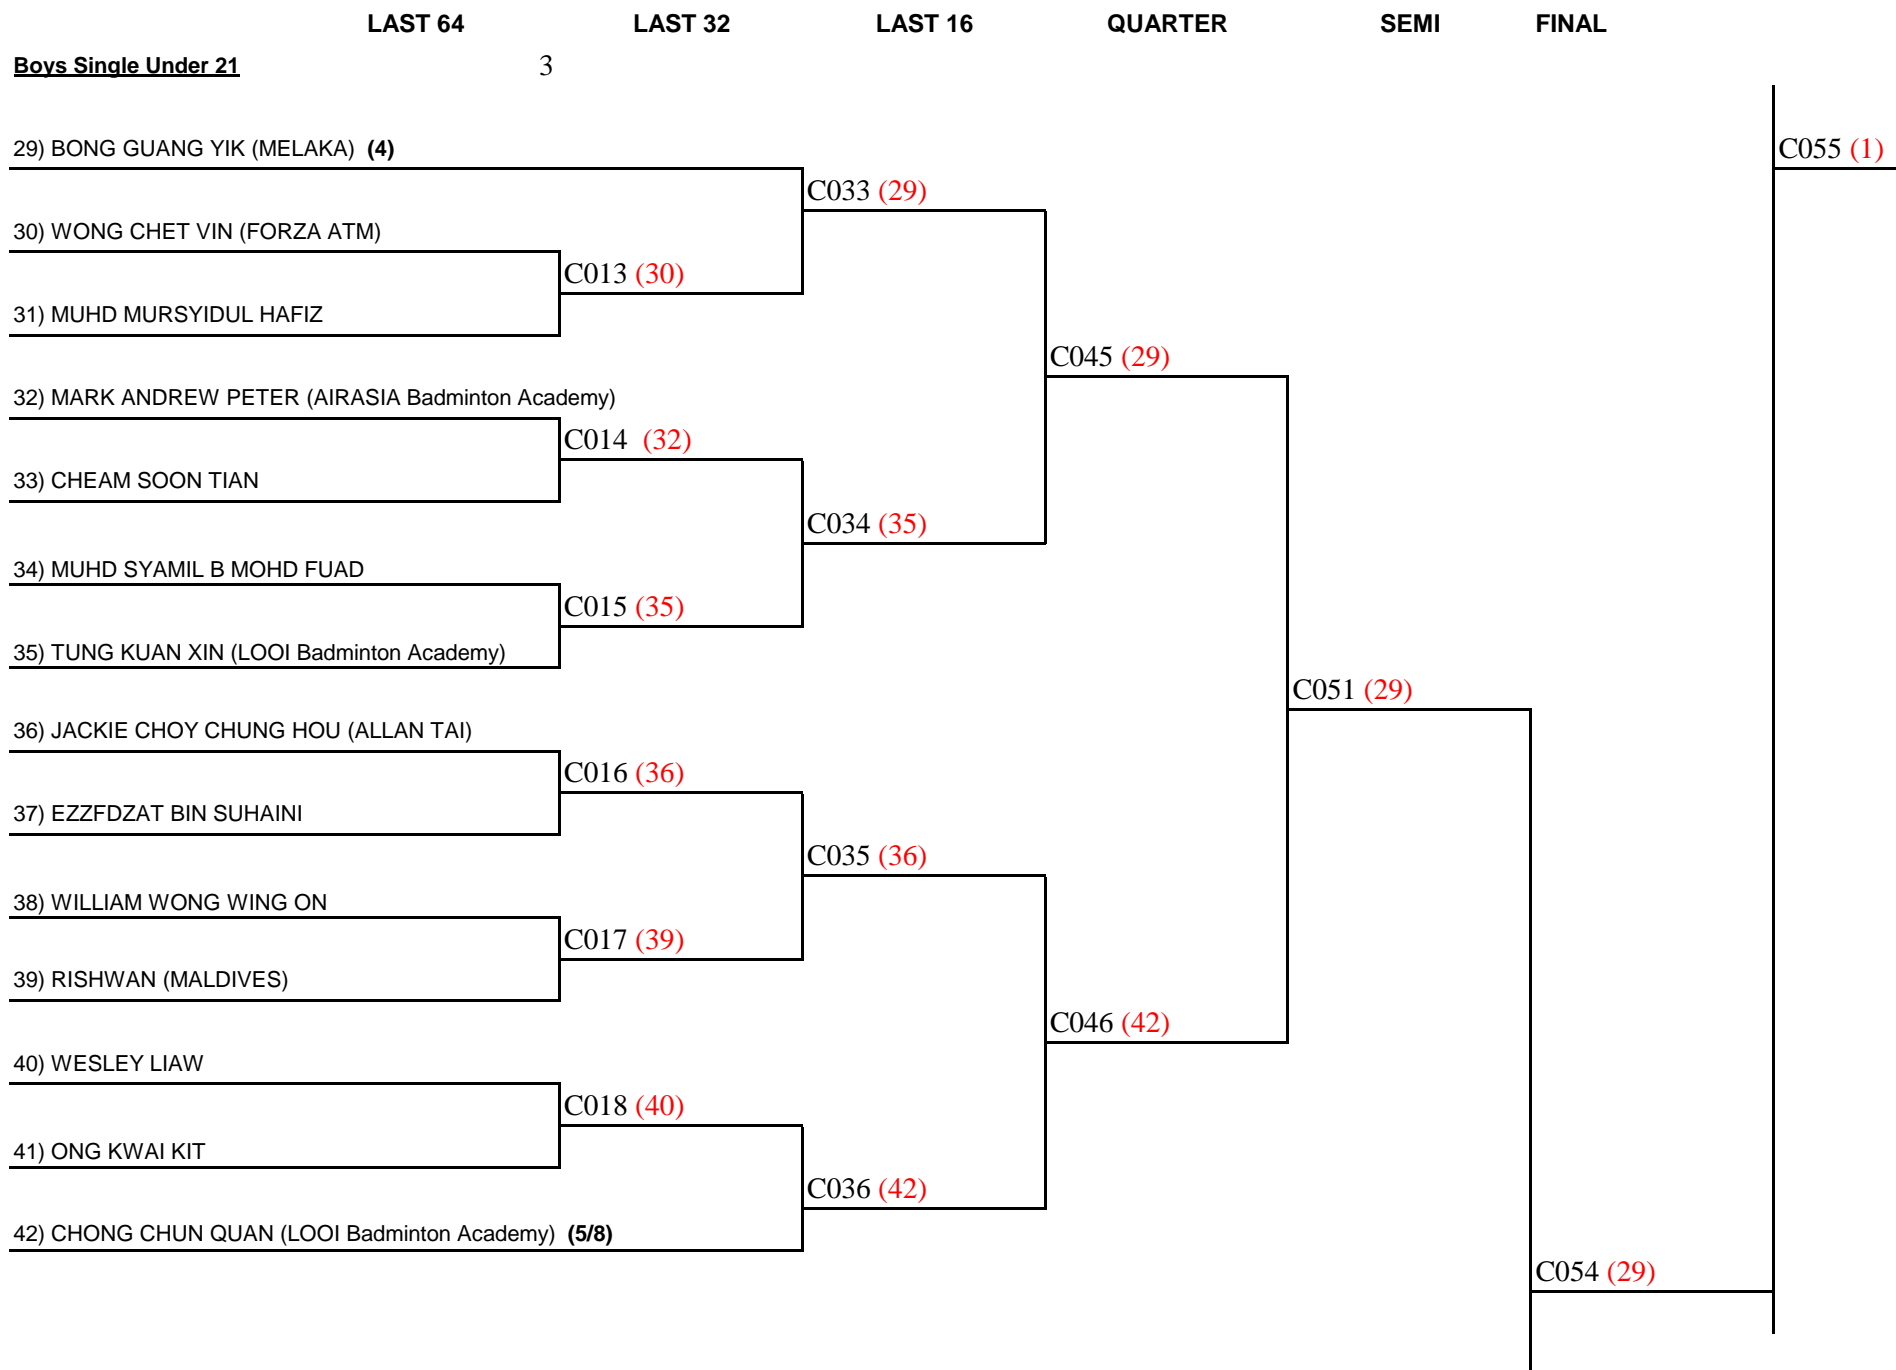 LAST 64 LAST 32 LAST 16 QUARTER SEMI FINAL
Boys Single Under 21 3
29) BONG GUANG YIK (MELAKA) (4)
C055 (1)
C033 (29)
30) WONG CHET VIN (FORZA ATM)
C013 (30)
31) MUHD MURSYIDUL HAFIZ
C045 (29)
32) MARK ANDREW PETER (AIRASIA Badminton Academy)
C014 (32)
33) CHEAM SOON TIAN
C034 (35)
34) MUHD SYAMIL B MOHD FUAD
C015 (35)
35) TUNG KUAN XIN (LOOI Badminton Academy)
C051 (29)
36) JACKIE CHOY CHUNG HOU (ALLAN TAI)
C016 (36)
37) EZZFDZAT BIN SUHAINI
C035 (36)
38) WILLIAM WONG WING ON
C017 (39)
39) RISHWAN (MALDIVES)
C046 (42)
40) WESLEY LIAW
C018 (40)
41) ONG KWAI KIT
C036 (42)
42) CHONG CHUN QUAN (LOOI Badminton Academy) (5/8)
C054 (29)